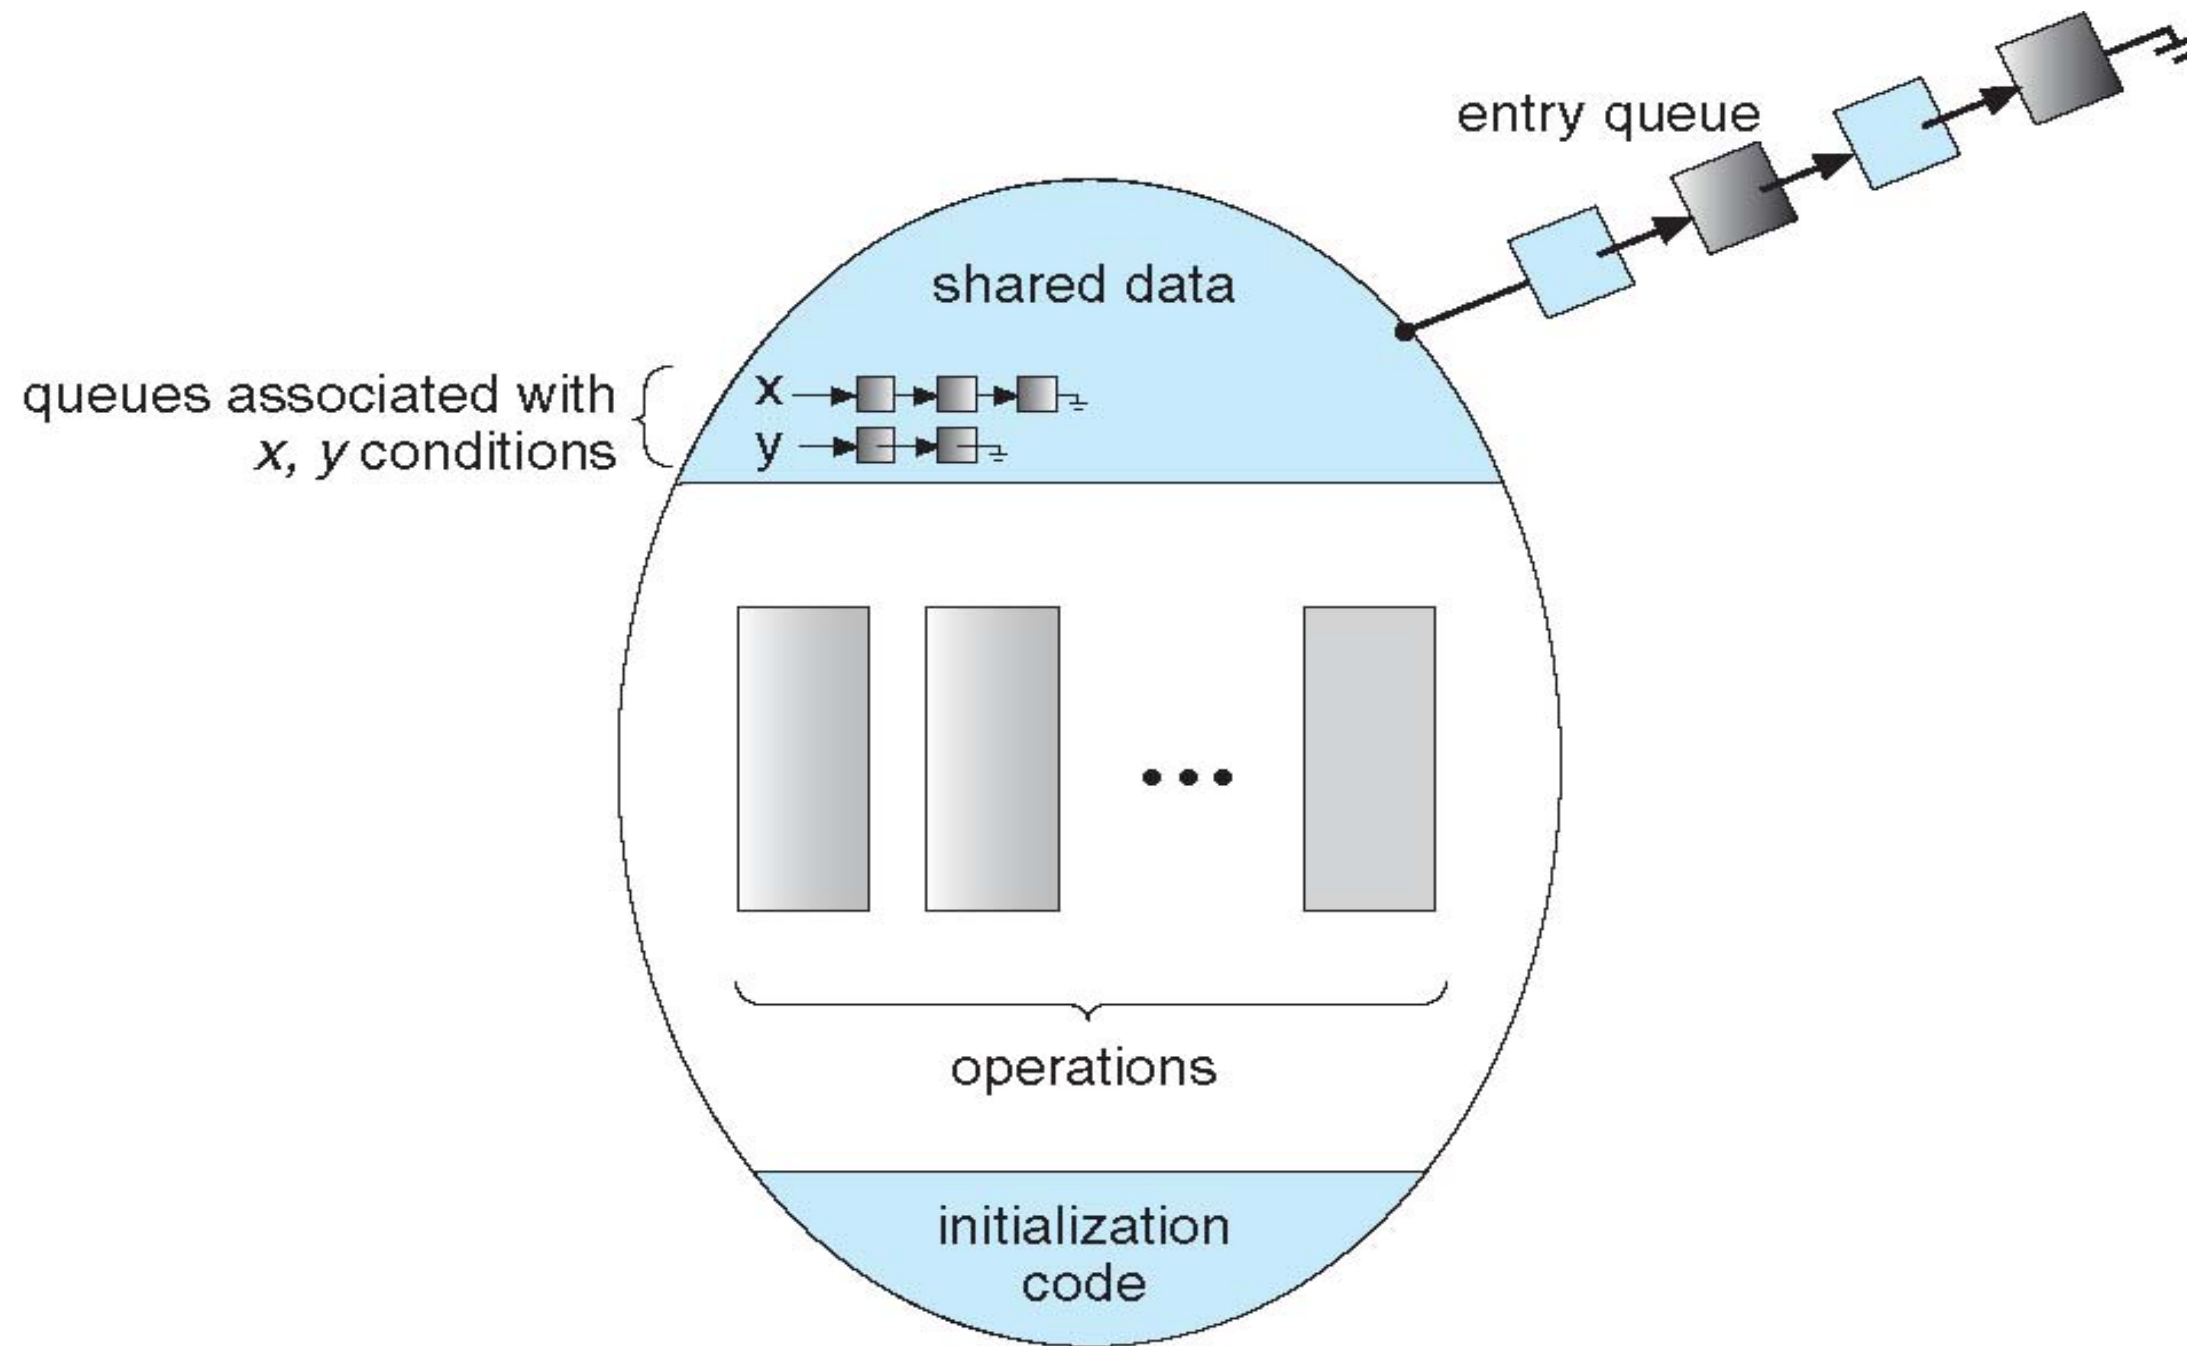 entry queue
shared data
queues associated with
x, y conditions
x
y
operations
initialization
code